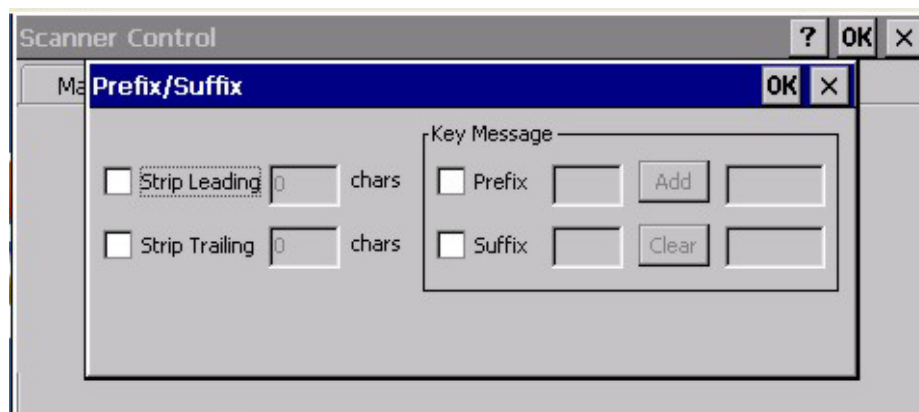 Scanner Control ? OK ×
Ma
Prefix/Suffix OK ×
Key Message
Strip Leading 0 chars Prefix Add
Strip Trailing 0 chars Suffix Clear